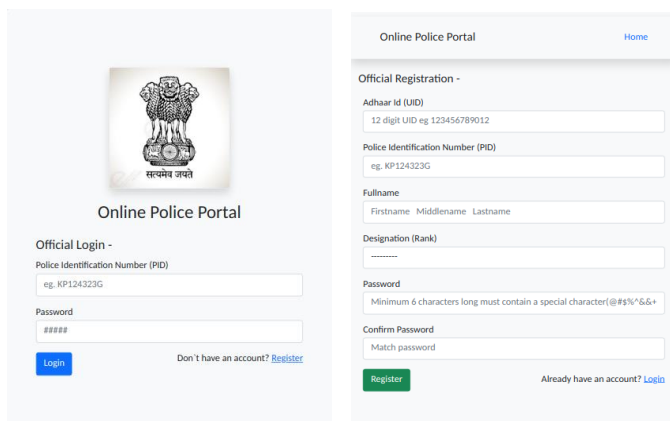 सत्यमेव जयते
Online Police Portal
Official Login -
Police Identification Number (PID)
eg. KP124323G
Password
#####
Login
Don`t have an account? Register
Online Police Portal
Home
Official Registration -
Adhaar Id (UID)
12 digit UID eg 123456789012
Police Identification Number (PID)
eg. KP124323G
Fullname
Firstname Middlename Lastname
Designation (Rank)
---------
Password
Minimum 6 characters long must contain a special character(@#$%^&&+
Confirm Password
Match password
Register
Already have an account? Login